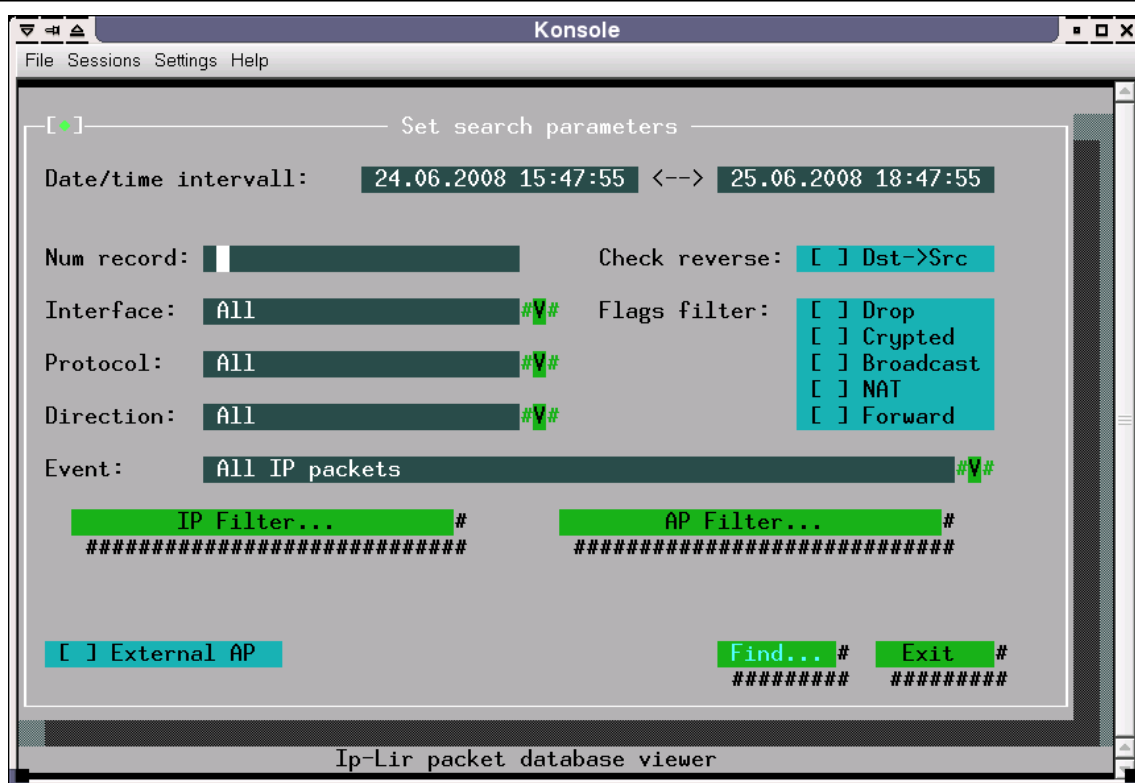 Konsole
File Sessions Settings Help
[*] Set search parameters
Date/time intervall: 24.06.2008 15:47:55 <--> 25.06.2008 18:47:55
Num record: Check reverse: [ ] Dst->Src
Interface: All #V# Flags filter: [ ] Drop
[ ] Crypted
Protocol: All #V# [ ] Broadcast
[ ] NAT
Direction: All #V# [ ] Forward
Event: All IP packets #V#
IP Filter... # AP Filter... #
############################# #############################
[ ] External AP Find... # Exit #
######### #########
Ip-Lir packet database viewer